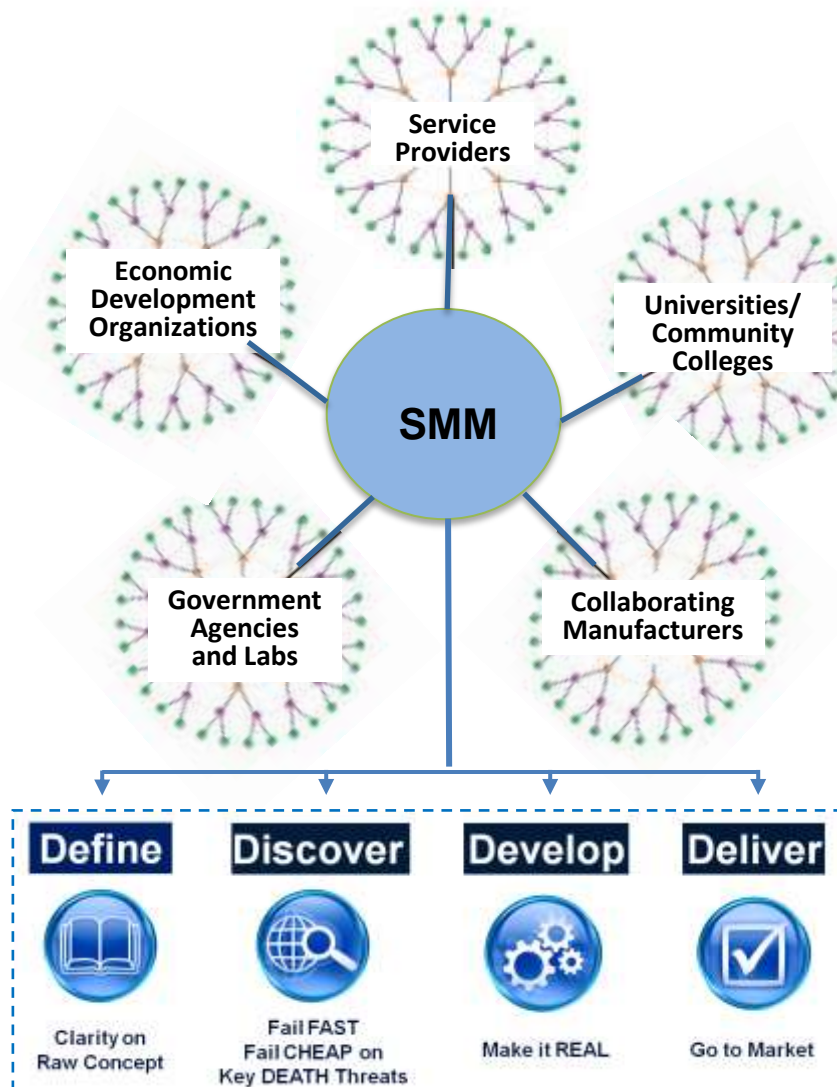 Service
Providers
Economic
Development
Organizations
Universities/
Community
Colleges
SMM
Government
Agencies
and Labs
Collaborating
Manufacturers
Define
Discover
Develop
Deliver
Clarity on
Raw Concept
Fail FAST
Fail CHEAP on
Key DEATH Threats
Make it REAL
Go to Market